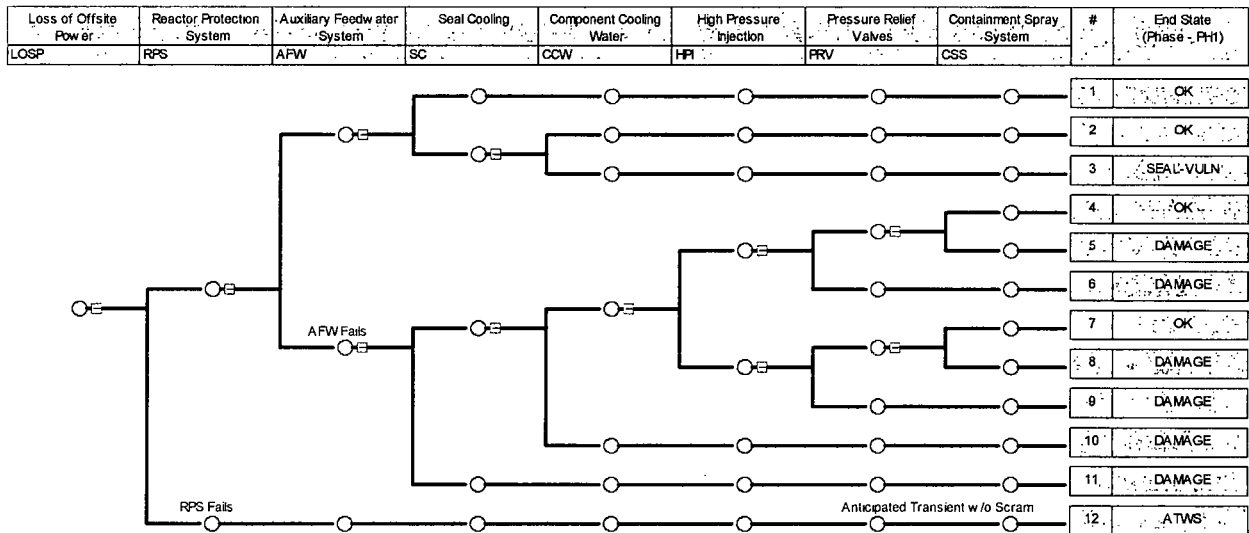 Loss of Offsite Power
Reactor Protection System
Auxiliary Feedwater System
Seal Cooling
Component Cooling Water
High Pressure Injection
Pressure Relief Valves
Containment Spray System
#
End State (Phase - PH1)
LOSP
RPS
AFW
SC
CCW
HPI
PRV
CSS
1 OK
2 OK
3 SEAL-VULN
4 OK
5 DAMAGE
6 DAMAGE
AFW Fails
7 OK
8 DAMAGE
9 DAMAGE
10 DAMAGE
11 DAMAGE
RPS Fails
Anticipated Transient w/o Scram
12 ATWS